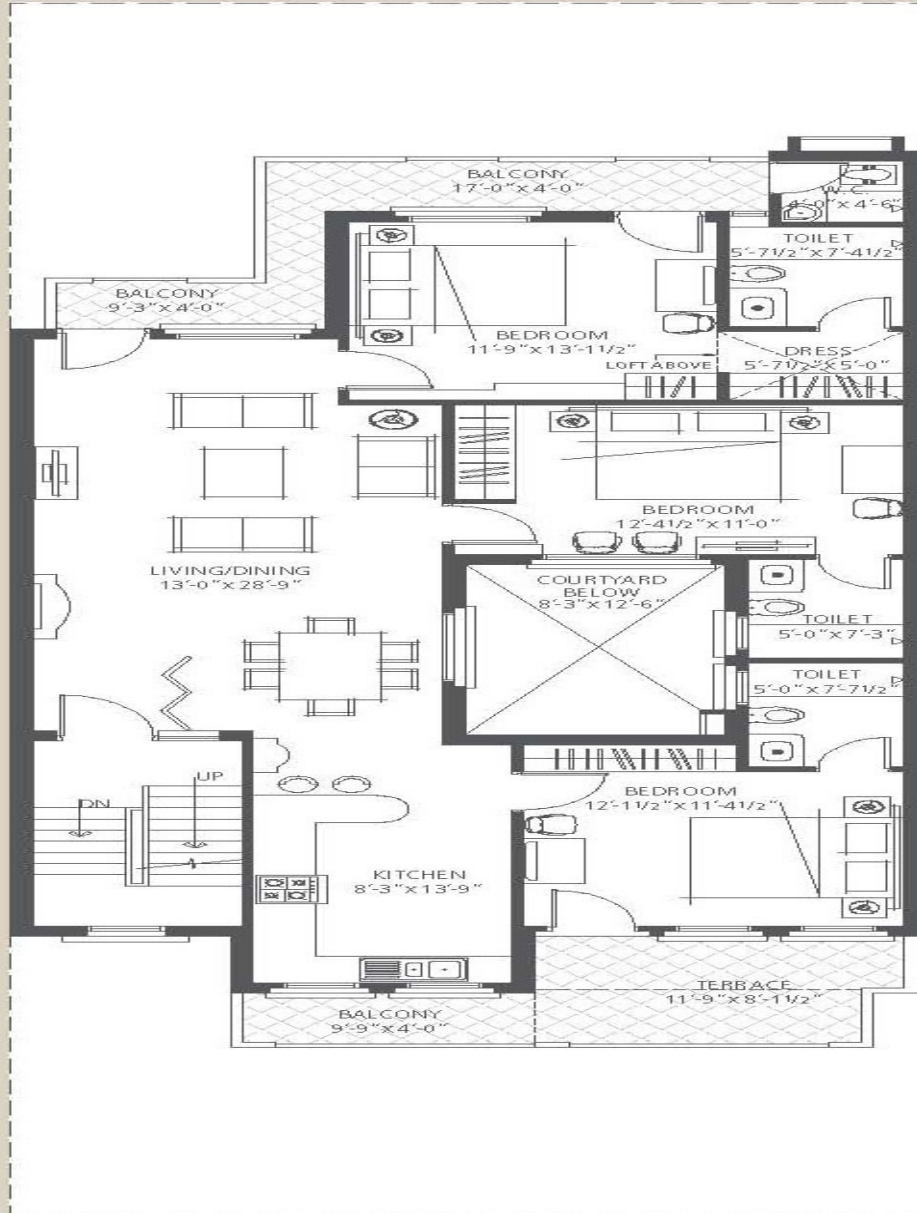 BALCONY
17'-0"x4'-0"
W.C.
4'-0"x4'-6"
TOILET
5'-71/2"x7'-41/2"
BALCONY
9'-3"x4'-0"
BEDROOM
11'-9"x13'-11/2"
LOFT ABOVE
DRESS
5'-71/2"x5'-0"
BEDROOM
12'-41/2"x11'-0"
LIVING/DINING
13'-0"x28'-9"
COURTYARD
BELOW
8'-3"x12'-6"
TOILET
5'-0"x7'-3"
TOILET
5'-0"x7'-71/2"
UP
DN
BEDROOM
12'-11/2"x11'-41/2"
KITCHEN
8'-3"x13'-9"
TERRACE
11'-9"x8'-11/2"
BALCONY
9'-9"x4'-0"